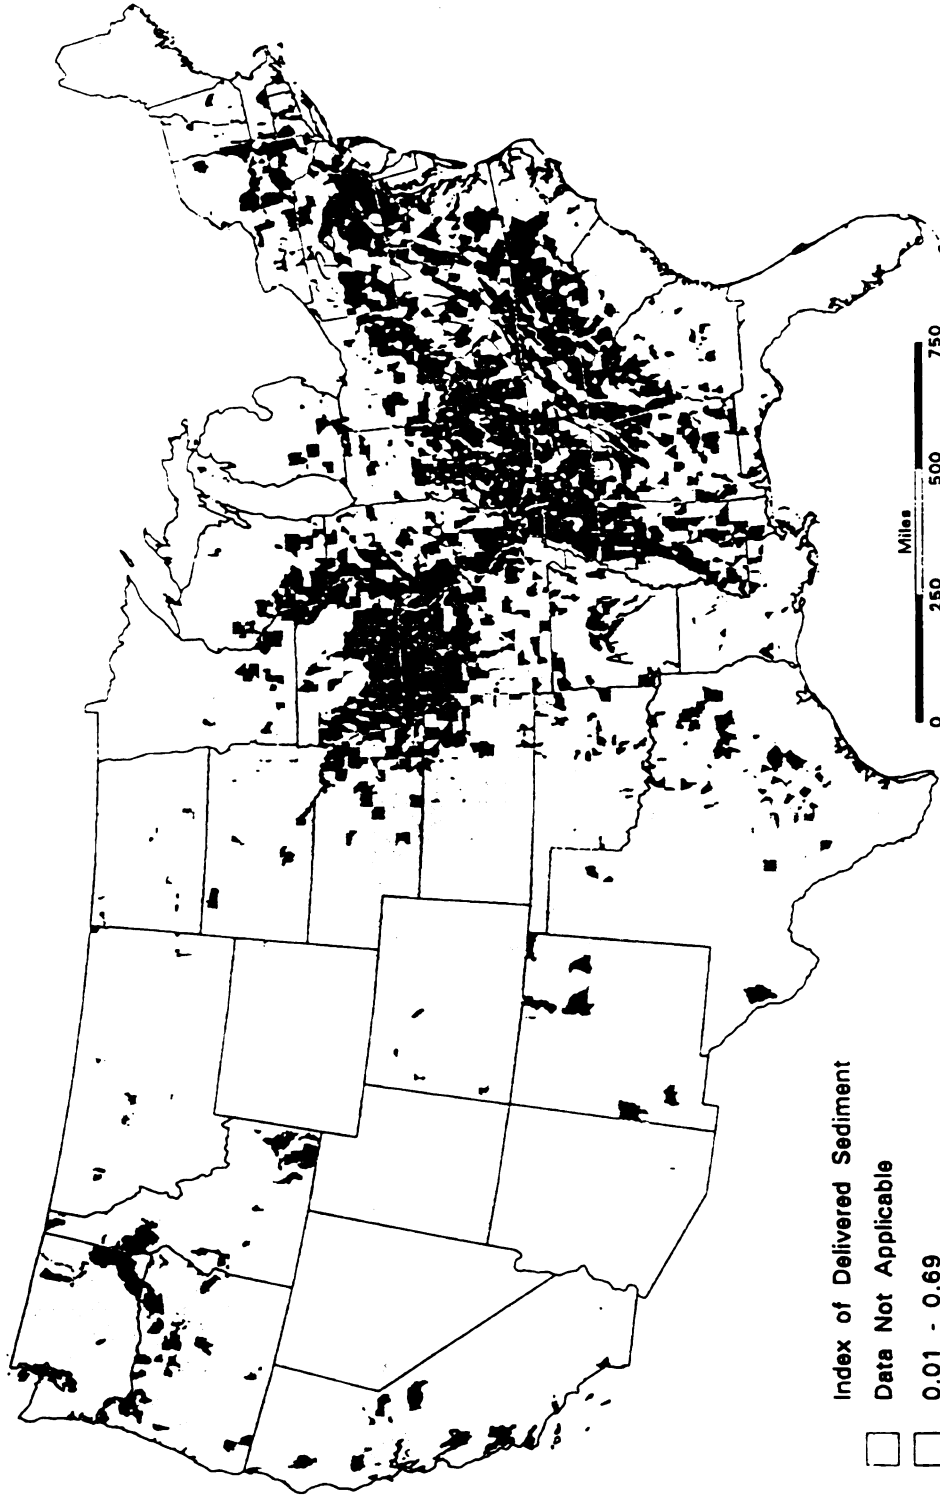 Index of Delivered Sediment
Data Not Applicable
0.01 - 0.69
Miles
0 250 500 750